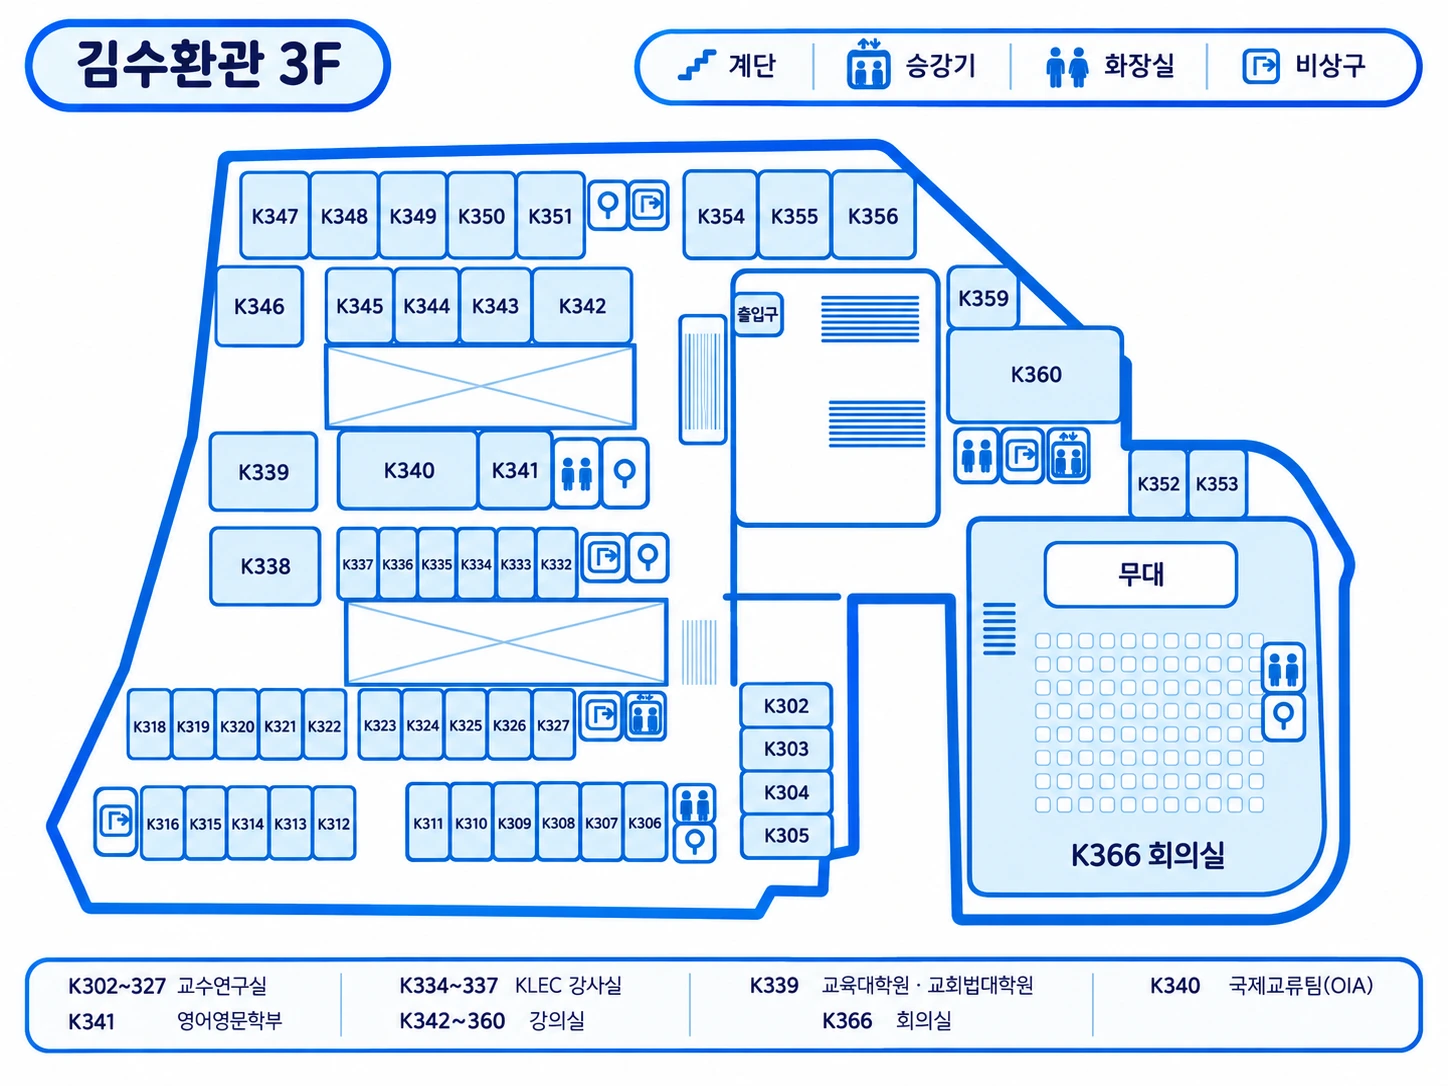 김수환관 3F
계단 승강기 화장실 비상구
K347 K348 K349 K350 K351 K354 K355 K356
K346 K345 K344 K343 K342 출입구 K359
K360
K339 K340 K341 K352 K353
K338 K337 K336 K335 K334 K333 K332 무대
K318 K319 K320 K321 K322 K323 K324 K325 K326 K327 K302
K303
K304
K316 K315 K314 K313 K312 K311 K310 K309 K308 K307 K306 K305
K366 회의실
K302~327 교수연구실 K334~337 KLEC 강사실 K339 교육대학원 · 교회법대학원 K340 국제교류팀(OIA)
K341 영어영문학부 K342~360 강의실 K366 회의실